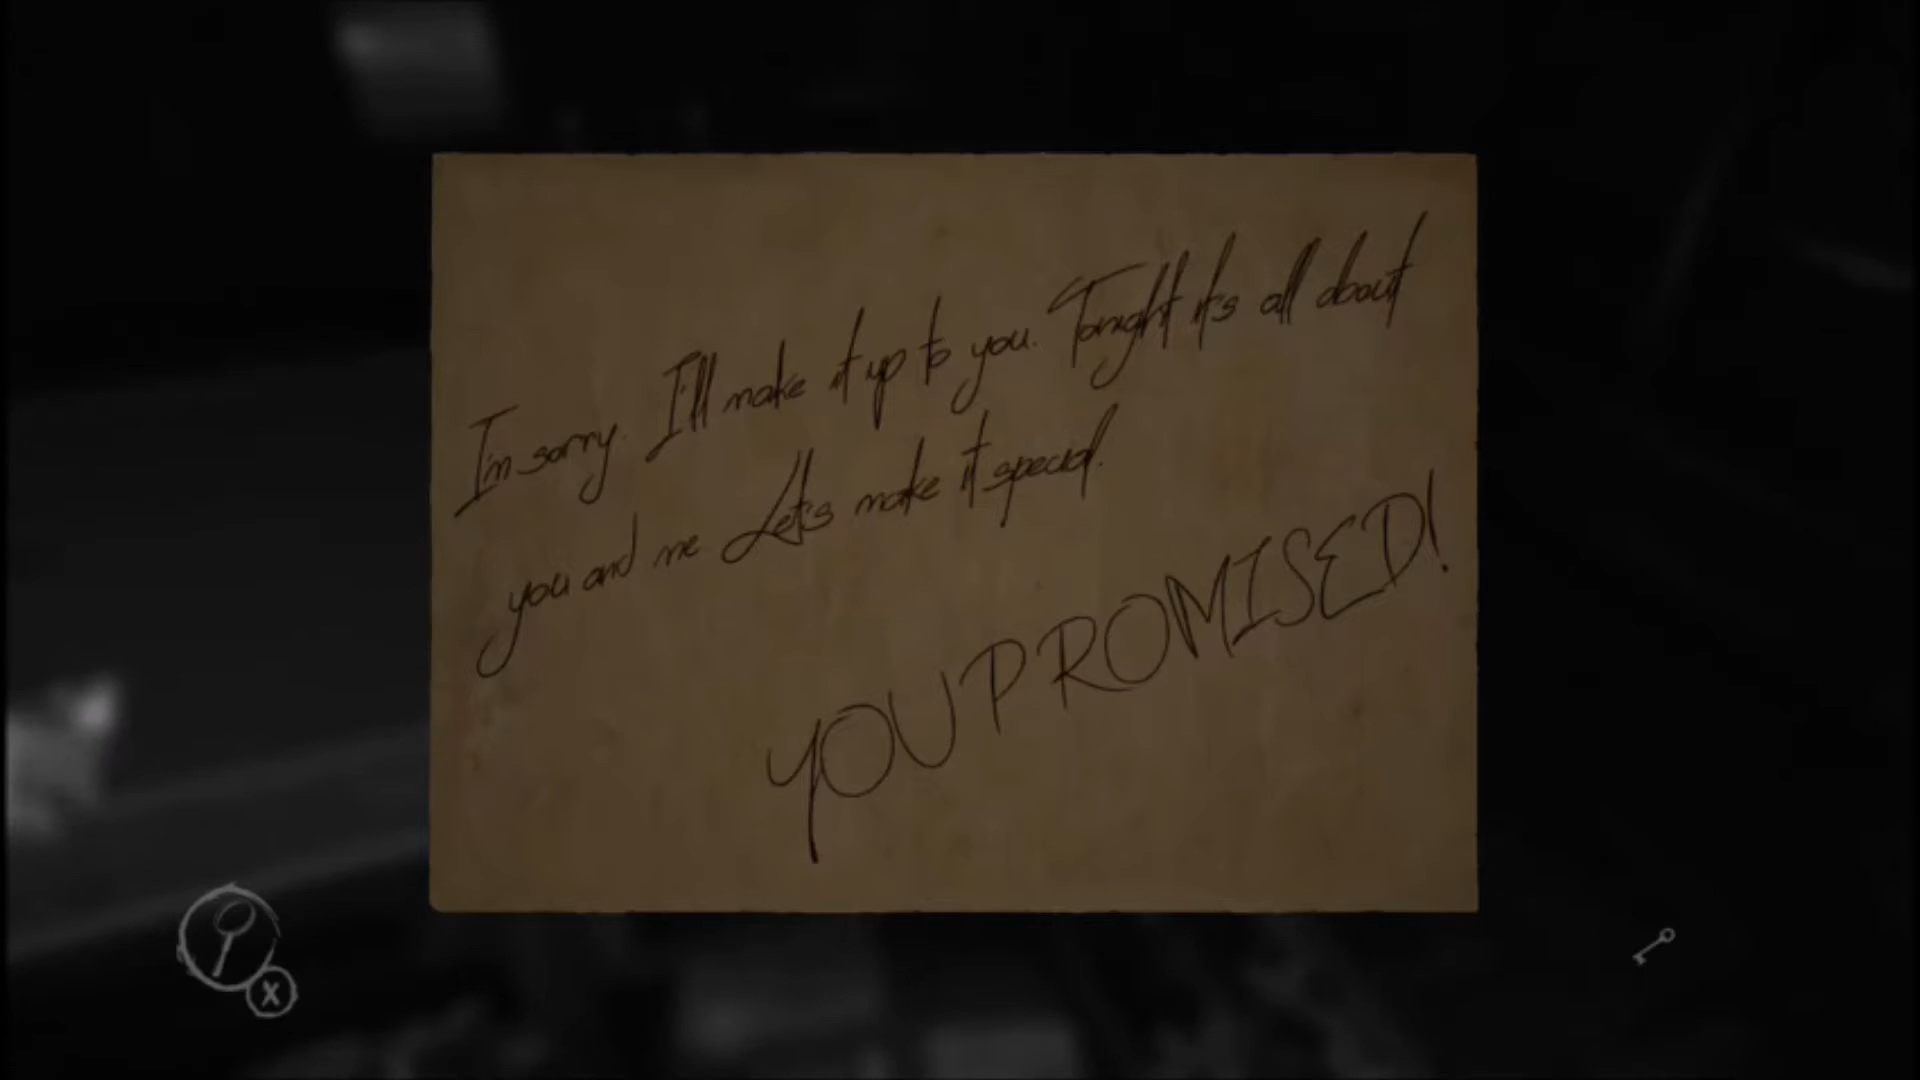 I'm sorry. I'll make it up to you. Tonight it's all about
you and me Let's make it special.
YOU PROMISED!
X